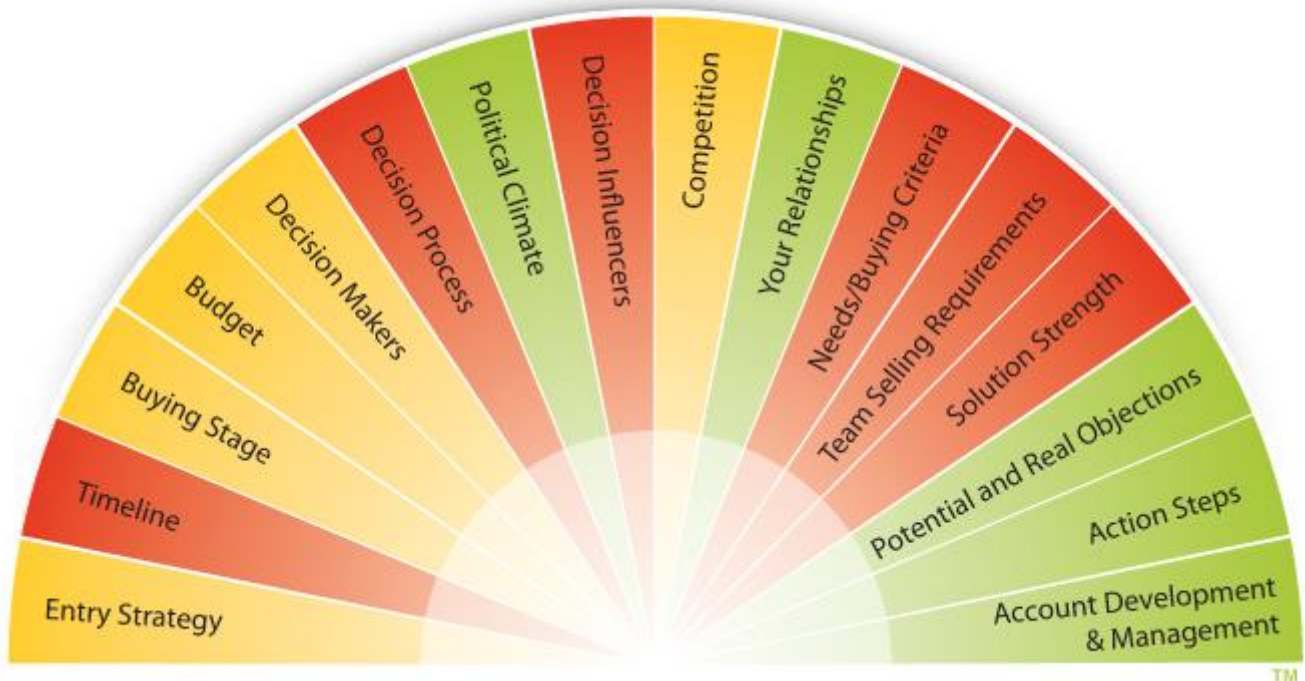 Entry Strategy
Timeline
Buying Stage
Budget
Decision Makers
Decision Process
Political Climate
Decision Influencers
Competition
Your Relationships
Needs/Buying Criteria
Team Selling Requirements
Solution Strength
Potential and Real Objections
Action Steps
Account Development
& Management
TM